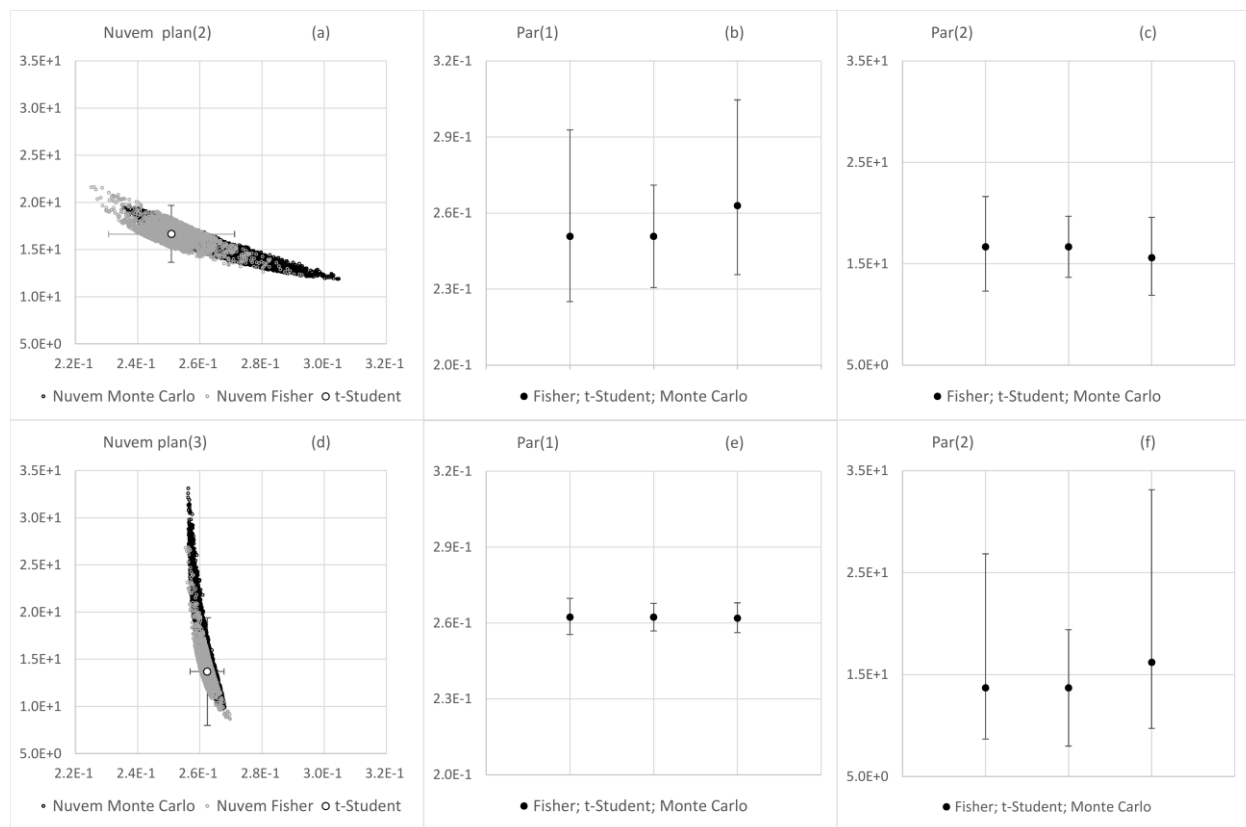 Nuvem plan(2) (a)
3.5E+1
3.0E+1
2.5E+1
2.0E+1
1.5E+1
1.0E+1
5.0E+0
2.2E-1 2.4E-1 2.6E-1 2.8E-1 3.0E-1 3.2E-1
Nuvem Monte Carlo Nuvem Fisher t-Student
Par(1) (b)
3.2E-1
2.9E-1
2.6E-1
2.3E-1
2.0E-1
Fisher; t-Student; Monte Carlo
Par(2) (c)
3.5E+1
2.5E+1
1.5E+1
5.0E+0
Fisher; t-Student; Monte Carlo
Nuvem plan(3) (d)
3.5E+1
3.0E+1
2.5E+1
2.0E+1
1.5E+1
1.0E+1
5.0E+0
2.2E-1 2.4E-1 2.6E-1 2.8E-1 3.0E-1 3.2E-1
Nuvem Monte Carlo Nuvem Fisher t-Student
Par(1) (e)
3.2E-1
2.9E-1
2.6E-1
2.3E-1
2.0E-1
Fisher; t-Student; Monte Carlo
Par(2) (f)
3.5E+1
2.5E+1
1.5E+1
5.0E+0
Fisher; t-Student; Monte Carlo